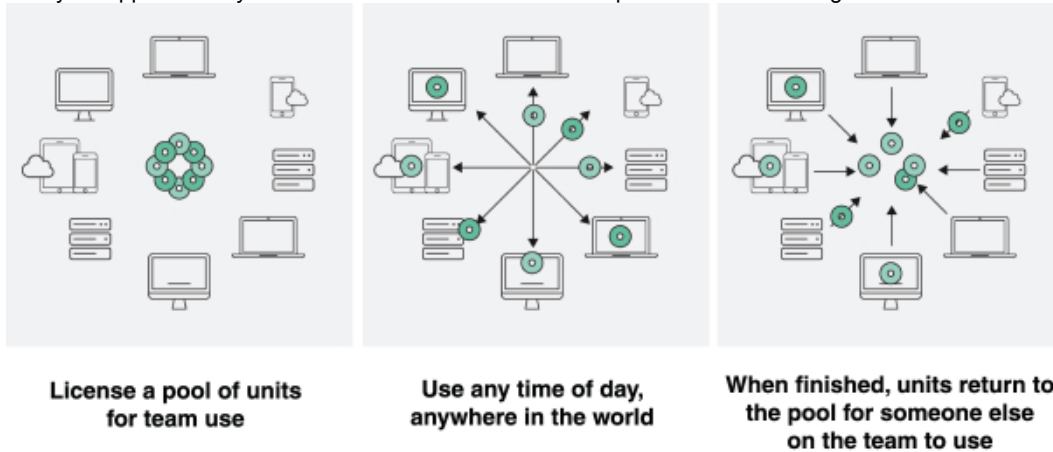 License a pool of units
for team use
Use any time of day,
anywhere in the world
When finished, units return to
the pool for someone else
on the team to use